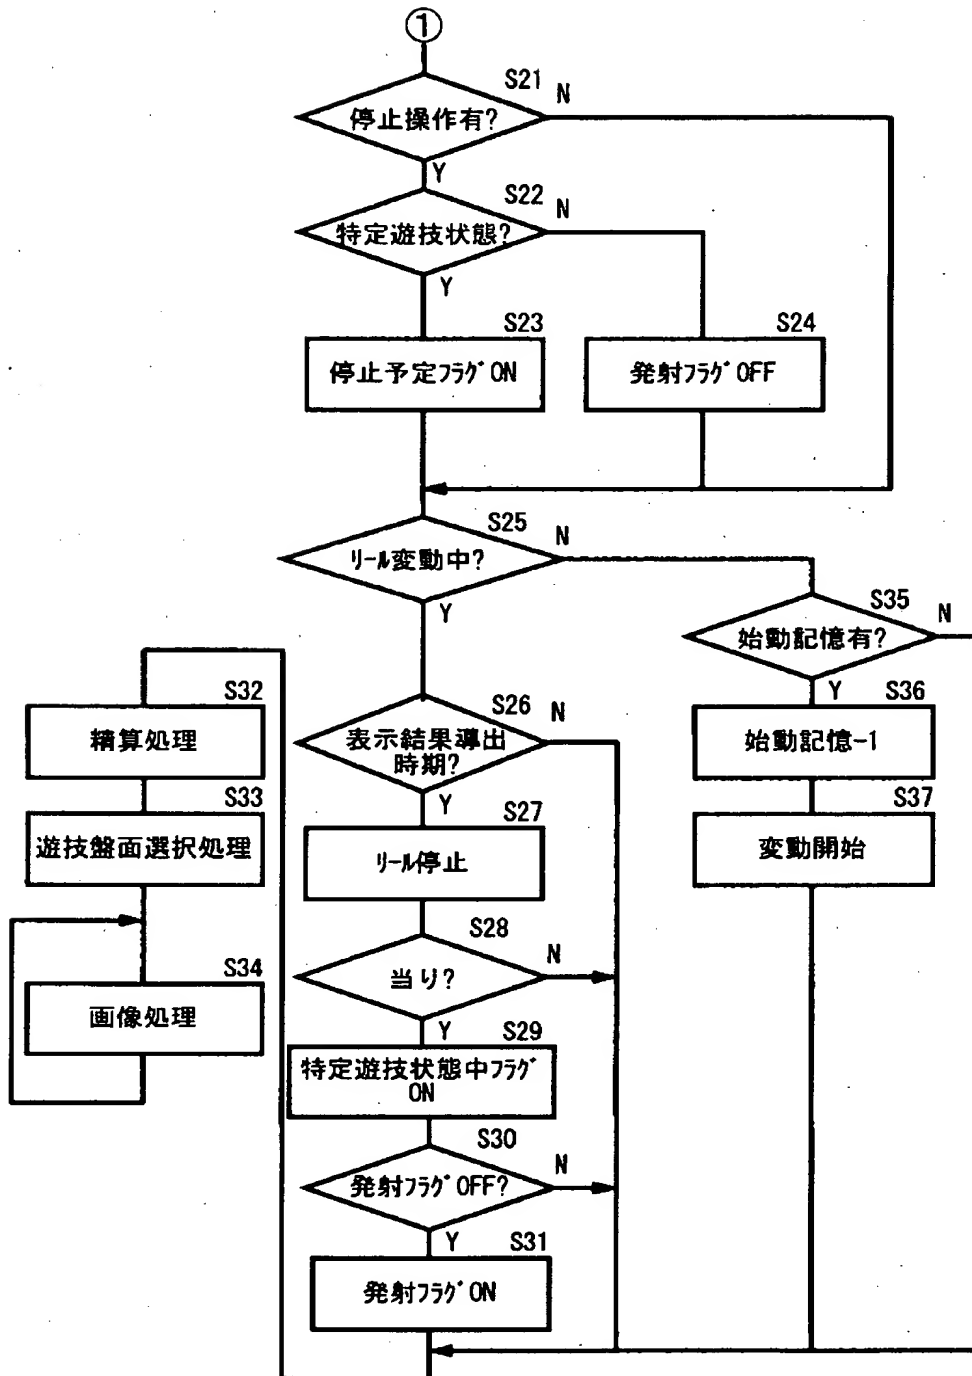 ①
S21
停止操作有?
N
Y
S22
特定遊技状態?
N
Y
S23
停止予定ﾌﾗｸﾞON
S24
発射ﾌﾗｸﾞOFF
S25
ﾘｰﾙ変動中?
N
Y
S35
始動記憶有?
N
Y
S36
始動記憶-1
S37
変動開始
S26
表示結果導出
時期?
N
Y
S27
ﾘｰﾙ停止
S28
当り?
N
Y
S29
特定遊技状態中ﾌﾗｸﾞ
ON
S30
発射ﾌﾗｸﾞOFF?
N
Y
S31
発射ﾌﾗｸﾞON
S32
精算処理
S33
遊技盤面選択処理
S34
画像処理